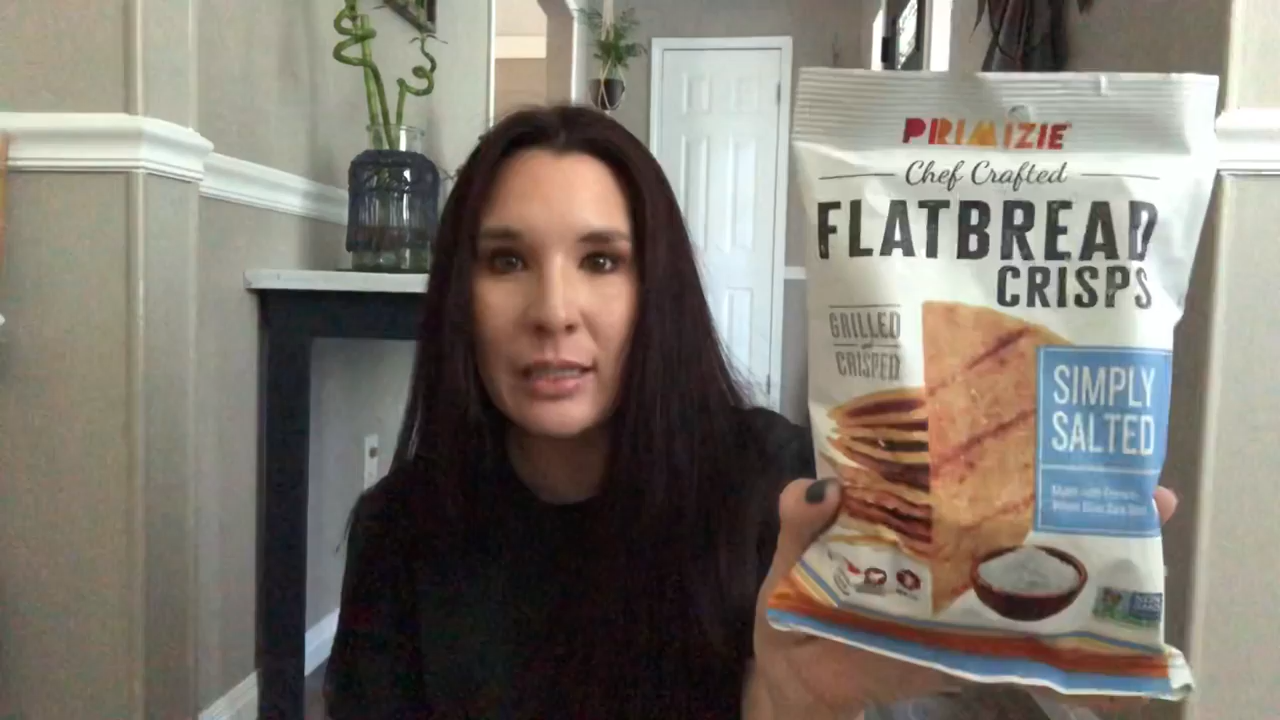 PRIMIZIE
Chef Crafted
FLATBREAD
CRISPS
GRILLED
CRISPED
SIMPLY
SALTED